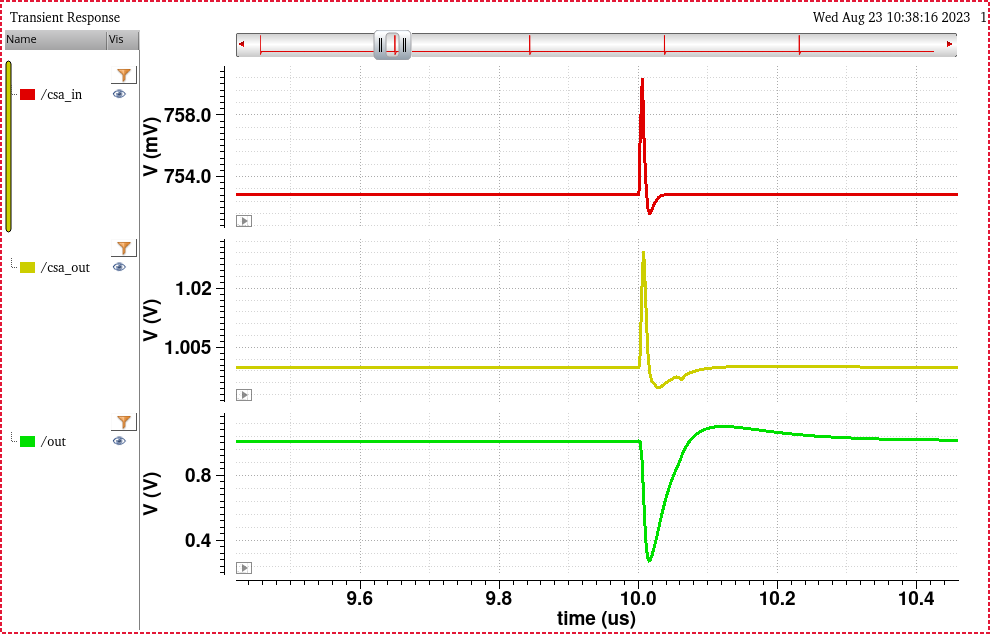 Transient Response
Wed Aug 23 10:38:16 2023 1
Name Vis
/csa_in
V (mV)
758.0
754.0
/csa_out
V (V)
1.02
1.005
/out
V (V)
0.8
0.4
9.6 9.8 10.0 10.2 10.4
time (us)